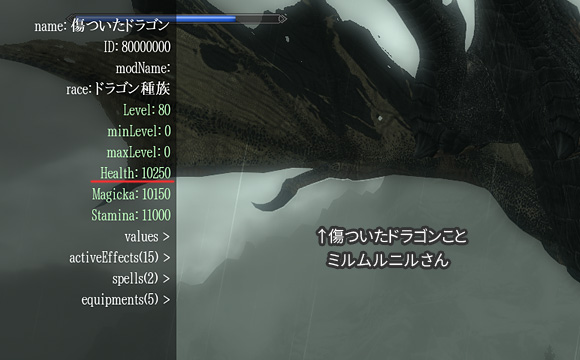 name: 傷ついたドラゴン
ID: 80000000
modName:
race:ドラゴン種族
Level: 80
minLevel: 0
maxLevel: 0
Health: 10250
Magicka: 10150
Stamina: 11000
values >
activeEffects(15) >
spells(2) >
equipments(5) >
↑傷ついたドラゴンこと
ミルムルニルさん